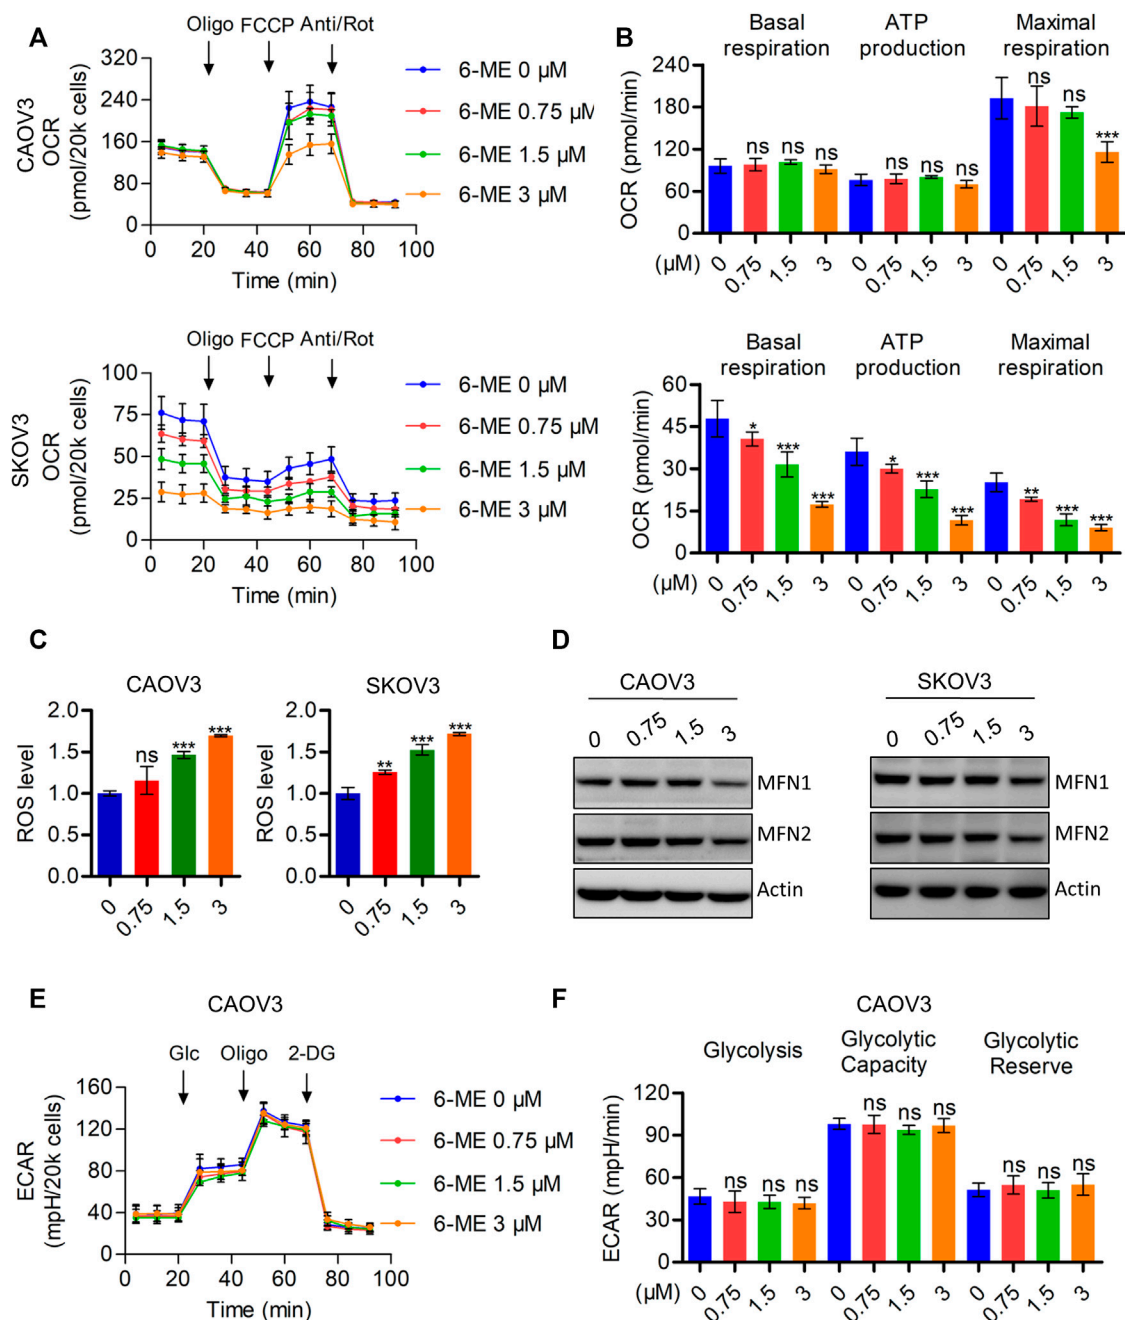 A
Oligo FCCP Anti/Rot
CAOV3
OCR
(pmol/20k cells)
320
240
160
80
0
0 20 40 60 80 100
Time (min)
6-ME 0 µM
6-ME 0.75 µM
6-ME 1.5 µM
6-ME 3 µM
B
Basal respiration
ATP production
Maximal respiration
OCR (pmol/min)
240
180
120
60
0
ns ns ns
ns ns ns
ns ns ***
(µM) 0 0.75 1.5 3 0 0.75 1.5 3 0 0.75 1.5 3
Oligo FCCP Anti/Rot
SKOV3
OCR
(pmol/20k cells)
100
75
50
25
0
0 20 40 60 80 100
Time (min)
6-ME 0 µM
6-ME 0.75 µM
6-ME 1.5 µM
6-ME 3 µM
Basal respiration
ATP production
Maximal respiration
OCR (pmol/min)
60
45
30
15
0
* *** ***
* *** ***
** *** ***
(µM) 0 0.75 1.5 3 0 0.75 1.5 3 0 0.75 1.5 3
C
CAOV3
ROS level
2.0
1.5
1.0
0.5
0.0
ns *** ***
0 0.75 1.5 3
SKOV3
ROS level
2.0
1.5
1.0
0.5
0.0
** *** ***
0 0.75 1.5 3
D
CAOV3
0 0.75 1.5 3
MFN1
MFN2
Actin
SKOV3
0 0.75 1.5 3
MFN1
MFN2
Actin
E
CAOV3
Glc Oligo 2-DG
ECAR
(mpH/20k cells)
160
120
80
40
0
0 20 40 60 80 100
Time (min)
6-ME 0 µM
6-ME 0.75 µM
6-ME 1.5 µM
6-ME 3 µM
F
CAOV3
Glycolysis
Glycolytic Capacity
Glycolytic Reserve
ECAR (mpH/min)
120
90
60
30
0
ns ns ns
ns ns ns
ns ns ns
(µM) 0 0.75 1.5 3 0 0.75 1.5 3 0 0.75 1.5 3